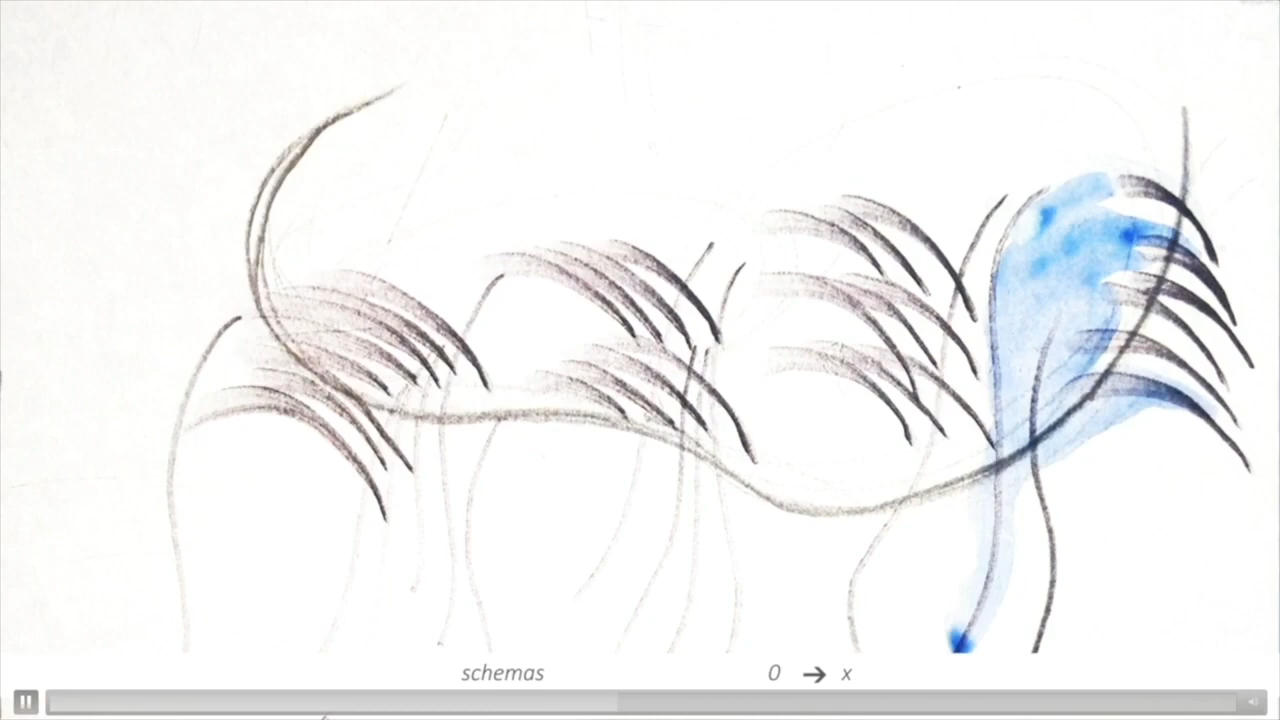 schemas 0 → x